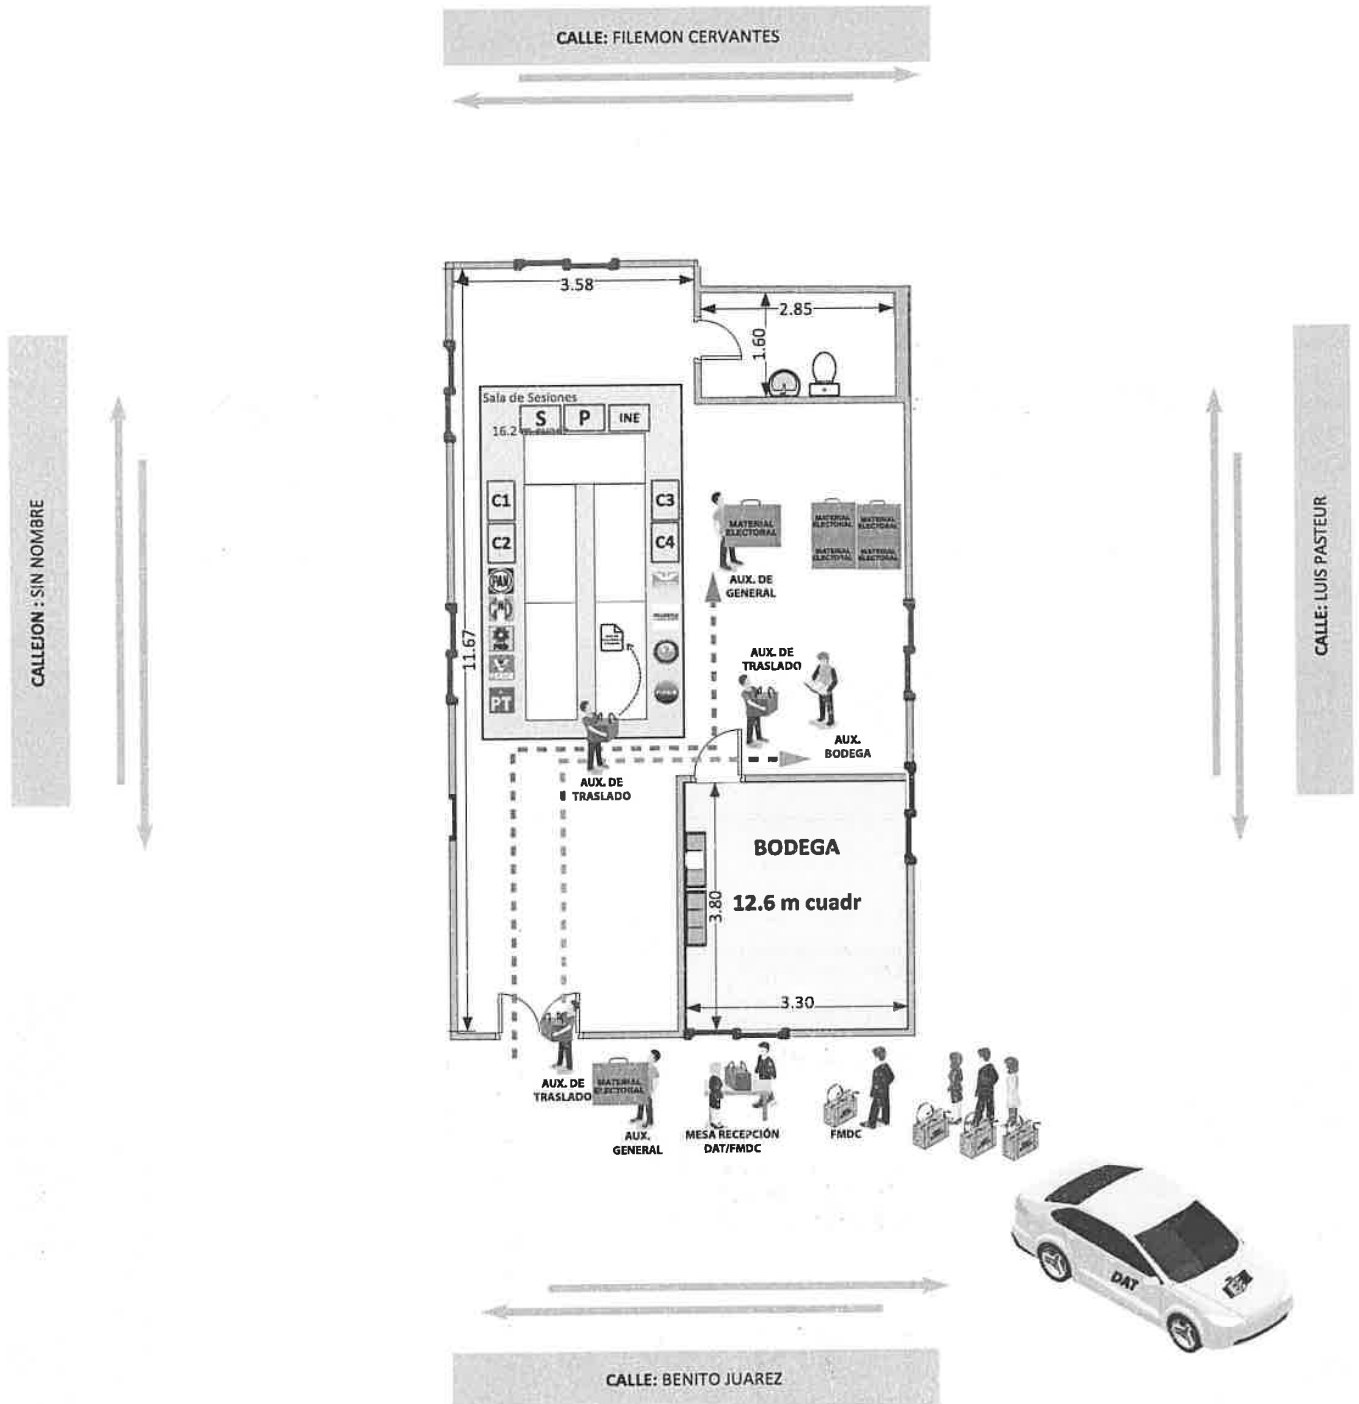 CALLE: FILEMON CERVANTES
3.58
2.85
1.60
Sala de Sesiones
S
P
INE
16.2 m
C1
C3
C2
C4
PAN
PRD
PT
11.67
MATERIAL
ELECTORAL
MATERIAL
ELECTORAL
MATERIAL
ELECTORAL
MATERIAL
ELECTORAL
MATERIAL
ELECTORAL
AUX. DE
GENERAL
AUX. DE
TRASLADO
AUX.
BODEGA
AUX. DE
TRASLADO
BODEGA
12.6 m cuadr
3.80
3.30
AUX. DE
TRASLADO
MATERIAL
ELECTORAL
AUX.
GENERAL
MESA RECEPCIÓN
DAT/FMDC
FMDC
DAT
CALLEJON : SIN NOMBRE
CALLE: LUIS PASTEUR
CALLE: BENITO JUAREZ